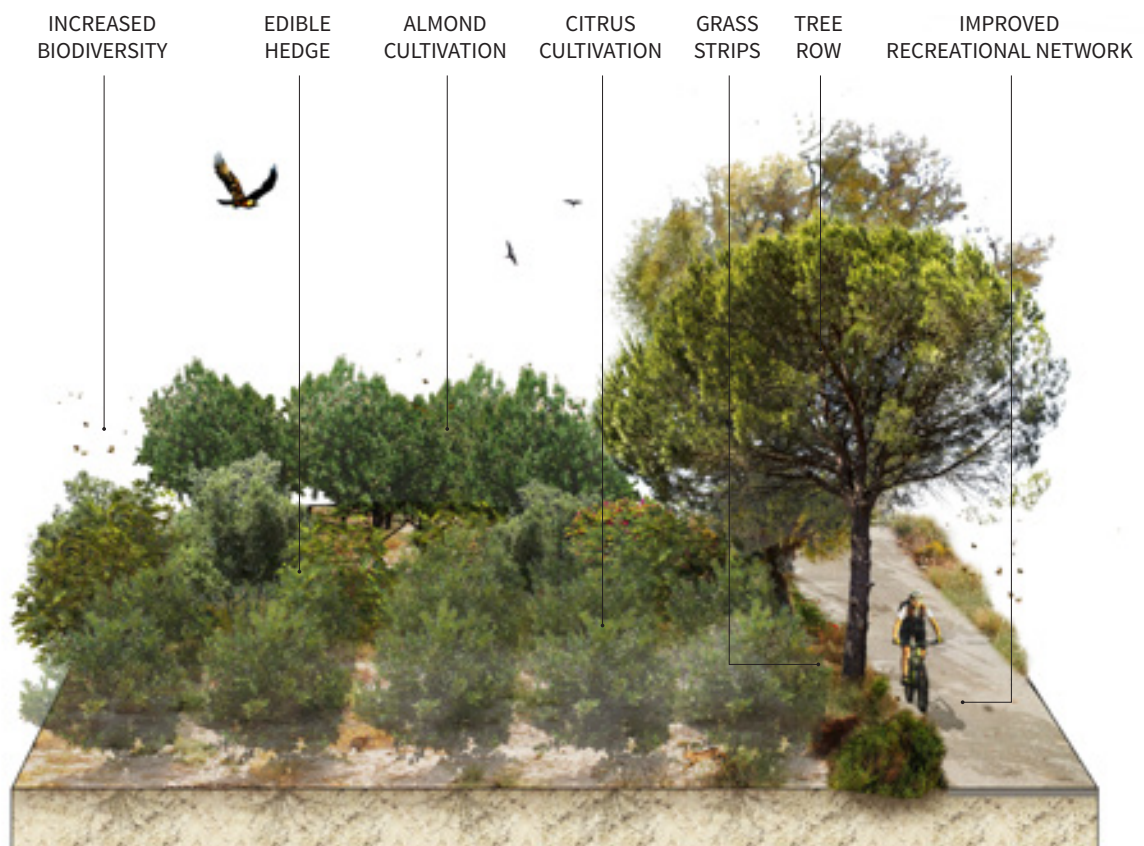 INCREASED
BIODIVERSITY
EDIBLE
HEDGE
ALMOND
CULTIVATION
CITRUS
CULTIVATION
GRASS
STRIPS
TREE
ROW
IMPROVED
RECREATIONAL NETWORK